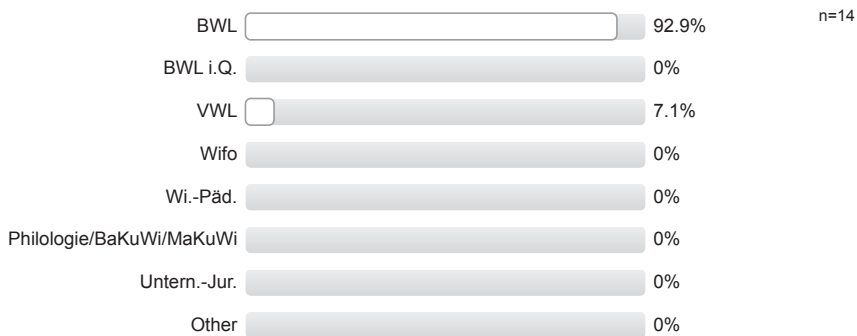 n=14
BWL 92.9%
BWL i.Q. 0%
VWL 7.1%
Wifo 0%
Wi.-Päd. 0%
Philologie/BaKuWi/MaKuWi 0%
Untern.-Jur. 0%
Other 0%